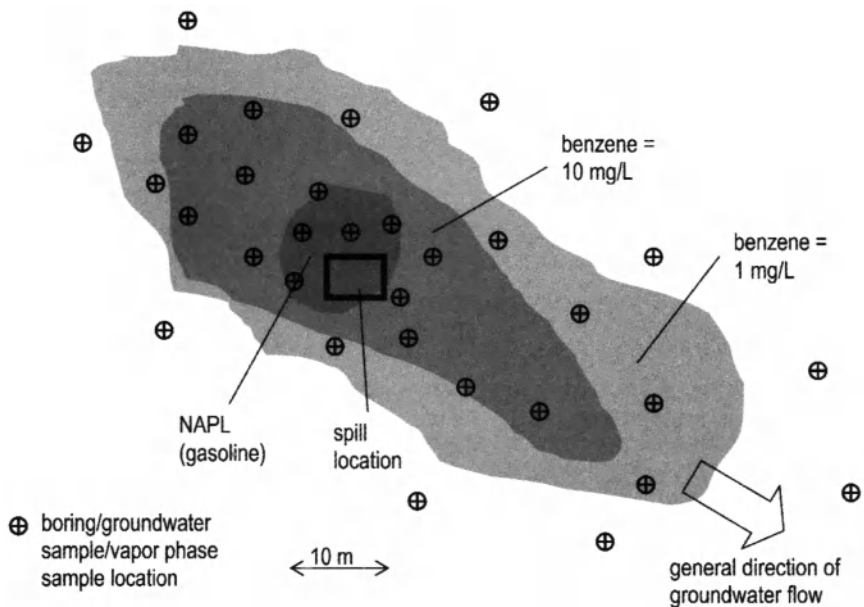 benzene =
10 mg/L
benzene =
1 mg/L
NAPL
(gasoline)
spill
location
boring/groundwater
sample/vapor phase
sample location
10 m
general direction of
groundwater flow